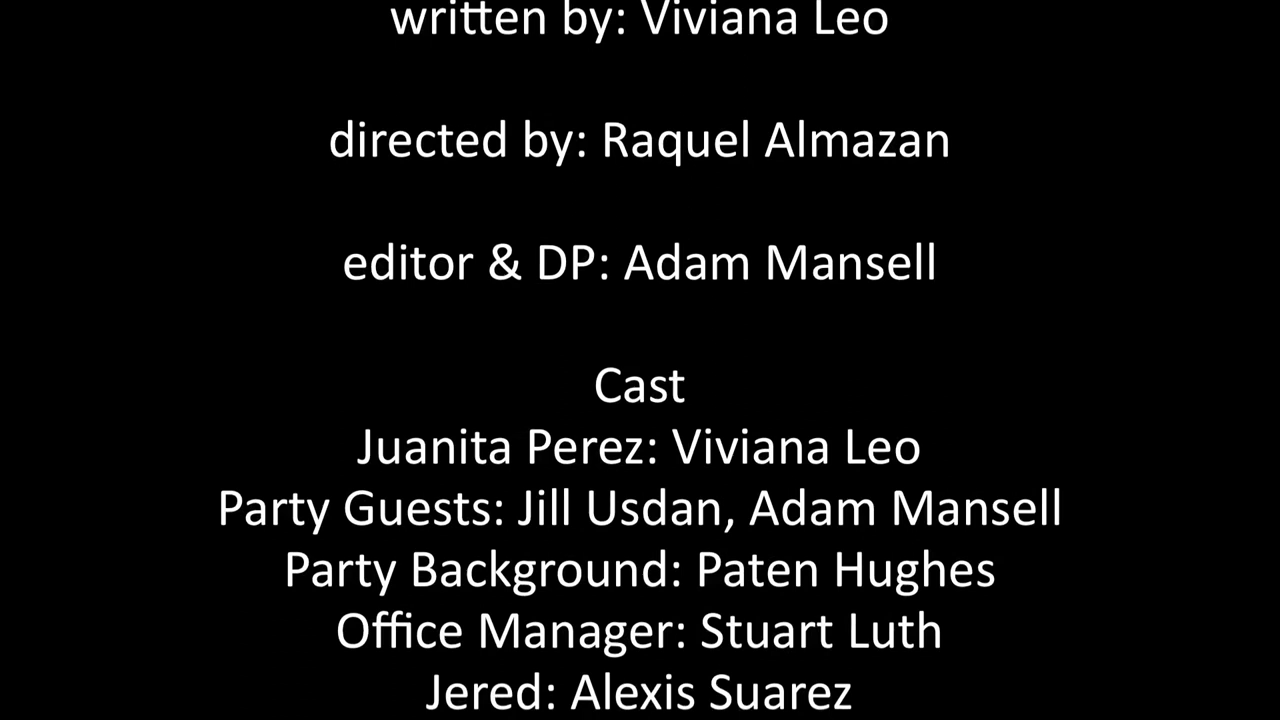 written by: Viviana Leo
directed by: Raquel Almazan
editor & DP: Adam Mansell
Cast
Juanita Perez: Viviana Leo
Party Guests: Jill Usdan, Adam Mansell
Party Background: Paten Hughes
Office Manager: Stuart Luth
Jered: Alexis Suarez